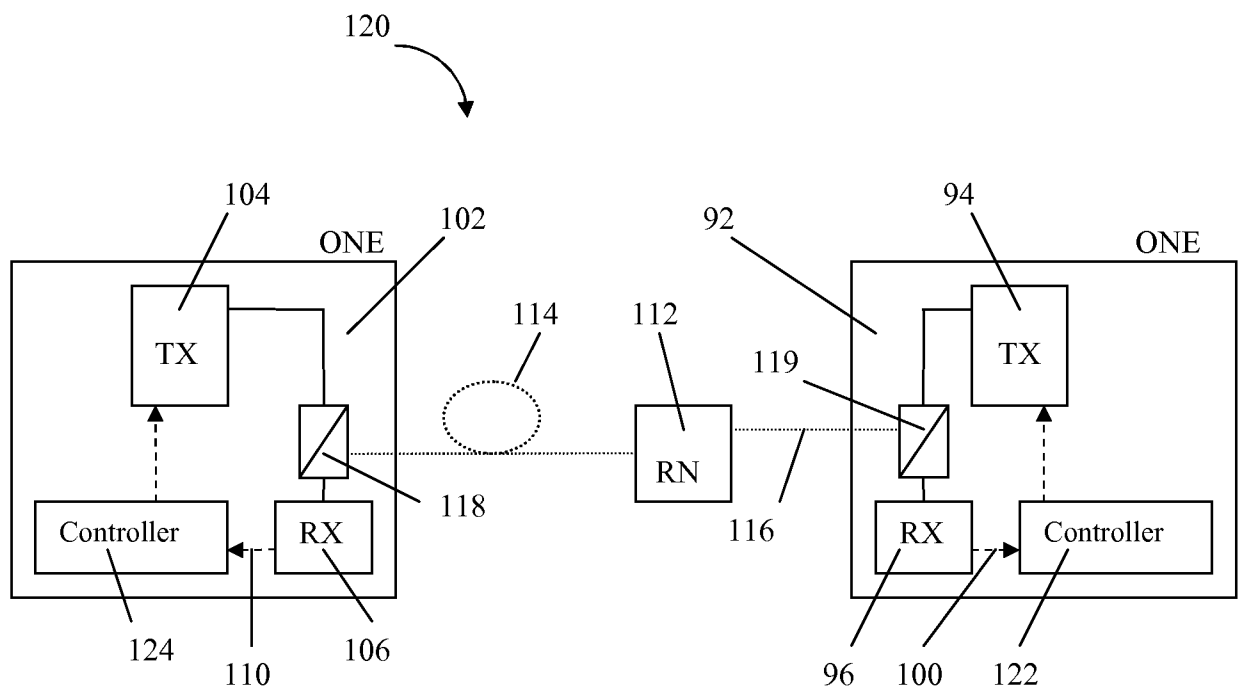 120
104
102
92
94
ONE
ONE
114
112
TX
119
TX
RN
118
116
Controller
RX
RX
Controller
124
110
106
96
100
122